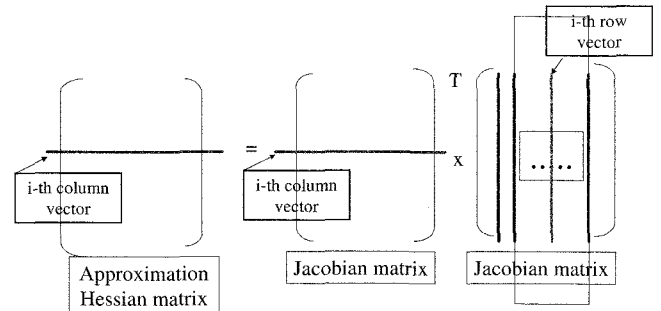 i-th row
vector
T
=
x
.....
i-th column
vector
i-th column
vector
Approximation
Hessian matrix
Jacobian matrix
Jacobian matrix